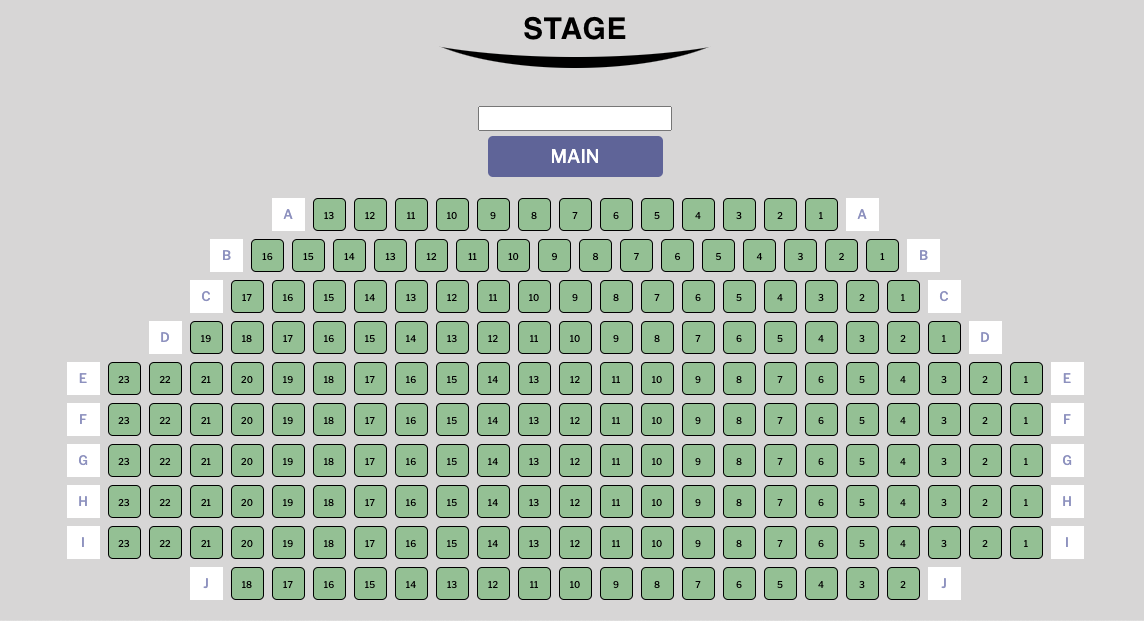 STAGE
MAIN
A 13 12 11 10 9 8 7 6 5 4 3 2 1 A
B 16 15 14 13 12 11 10 9 8 7 6 5 4 3 2 1 B
C 17 16 15 14 13 12 11 10 9 8 7 6 5 4 3 2 1 C
D 19 18 17 16 15 14 13 12 11 10 9 8 7 6 5 4 3 2 1 D
E 23 22 21 20 19 18 17 16 15 14 13 12 11 10 9 8 7 6 5 4 3 2 1 E
F 23 22 21 20 19 18 17 16 15 14 13 12 11 10 9 8 7 6 5 4 3 2 1 F
G 23 22 21 20 19 18 17 16 15 14 13 12 11 10 9 8 7 6 5 4 3 2 1 G
H 23 22 21 20 19 18 17 16 15 14 13 12 11 10 9 8 7 6 5 4 3 2 1 H
I 23 22 21 20 19 18 17 16 15 14 13 12 11 10 9 8 7 6 5 4 3 2 1 I
J 18 17 16 15 14 13 12 11 10 9 8 7 6 5 4 3 2 J